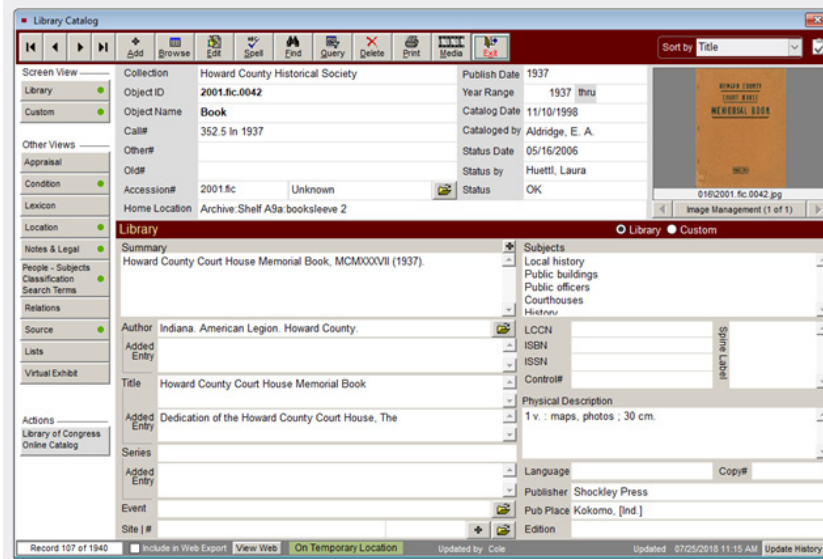 Library Catalog
Add Browse Edit Spell Find Query Delete Print Media Exit
Sort by Title
Screen View
Library
Custom
Other Views
Appraisal
Condition
Lexicon
Location
Notes & Legal
People - Subjects
Classification
Search Terms
Relations
Source
Lists
Virtual Exhibit
Actions
Library of Congress
Online Catalog
Collection Howard County Historical Society
Object ID 2001.fic.0042
Object Name Book
Call# 352.5 In 1937
Other#
Old#
Accession# 2001.fic Unknown
Home Location Archive:Shelf A9a:booksleeve 2
Publish Date 1937
Year Range 1937 thru
Catalog Date 11/10/1998
Cataloged by Aldridge, E. A.
Status Date 05/16/2006
Status by Huettl, Laura
Status OK
HOWARD COUNTY
COURT HOUSE
MEMORIAL BOOK
016\2001.fic.0042.jpg
Image Management (1 of 1)
Library
Library Custom
Summary
Howard County Court House Memorial Book, MCMXXXVII (1937).
Author Indiana. American Legion. Howard County.
Added
Entry
Title Howard County Court House Memorial Book
Added Dedication of the Howard County Court House, The
Entry
Series
Added
Entry
Event
Site | #
Subjects
Local history
Public buildings
Public officers
Courthouses
History
LCCN
ISBN
ISSN
Control#
Spine Label
Physical Description
1 v. : maps, photos ; 30 cm.
Language Copy#
Publisher Shockley Press
Pub Place Kokomo, [Ind.]
Edition
Record 107 of 1940 Include in Web Export View Web On Temporary Location Updated by Cole Updated 07/25/2018 11:15 AM Update History